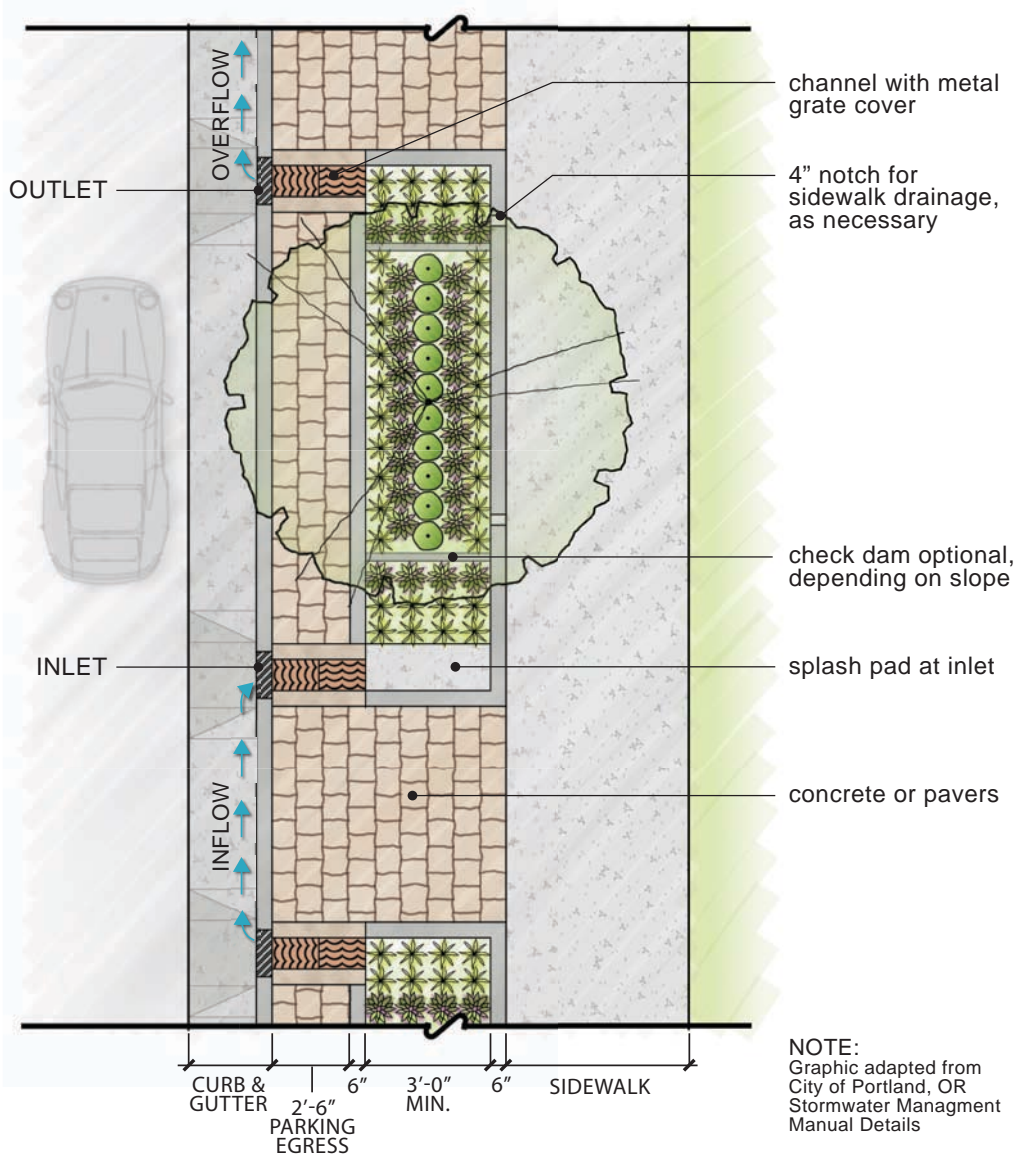 OVERFLOW
channel with metal
grate cover
OUTLET
4” notch for
sidewalk drainage,
as necessary
check dam optional,
depending on slope
INLET
splash pad at inlet
INFLOW
concrete or pavers
CURB &
GUTTER
2’-6”
PARKING
EGRESS
6”
3’-0”
MIN.
6”
SIDEWALK
NOTE:
Graphic adapted from
City of Portland, OR
Stormwater Managment
Manual Details